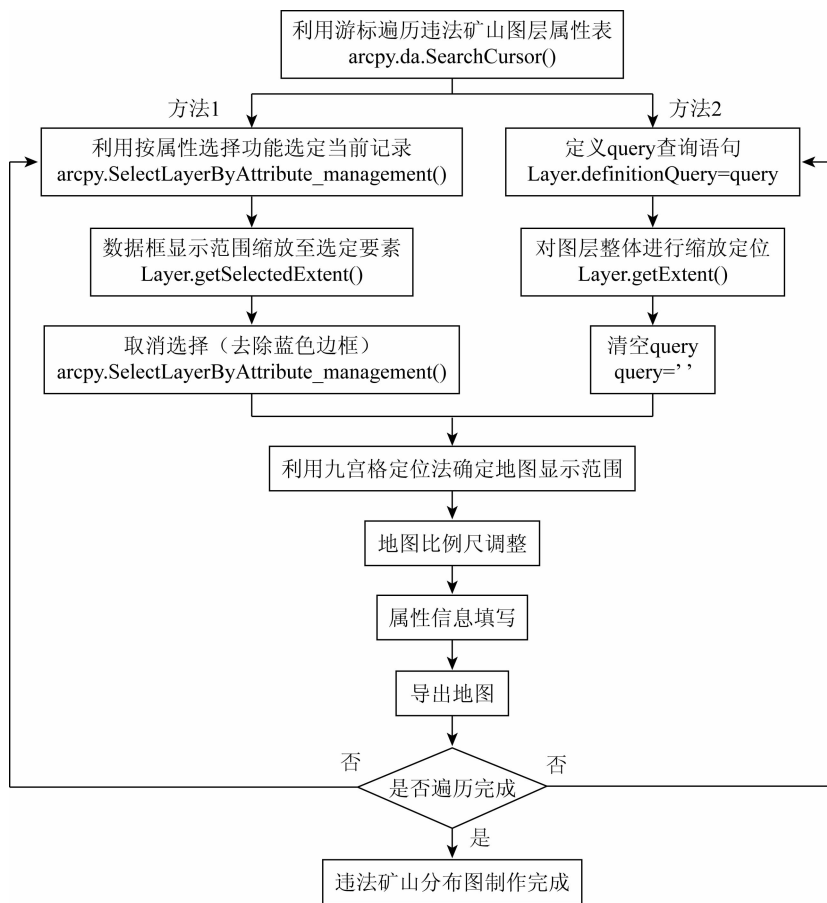 利用游标遍历违法矿山图层属性表
arcpy.da.SearchCursor()
方法1
方法2
利用按属性选择功能选定当前记录
arcpy.SelectLayerByAttribute_management()
定义query查询语句
Layer.definitionQuery=query
数据框显示范围缩放至选定要素
Layer.getSelectedExtent()
对图层整体进行缩放定位
Layer.getExtent()
取消选择（去除蓝色边框）
arcpy.SelectLayerByAttribute_management()
清空query
query=’ ’
利用九宫格定位法确定地图显示范围
地图比例尺调整
属性信息填写
导出地图
否
是否遍历完成
否
是
违法矿山分布图制作完成